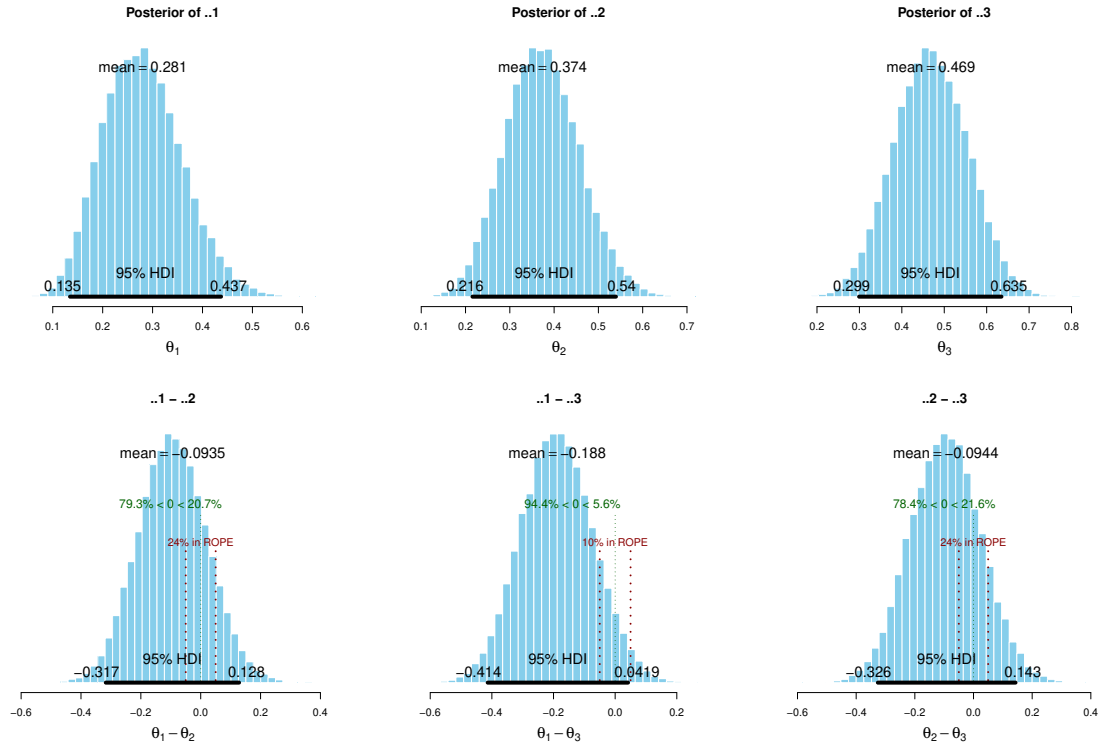 Posterior of ..1
mean = 0.281
95% HDI
0.135 0.437
0.1 0.2 0.3 0.4 0.5 0.6
θ1
Posterior of ..2
mean = 0.374
95% HDI
0.216 0.54
0.1 0.2 0.3 0.4 0.5 0.6 0.7
θ2
Posterior of ..3
mean = 0.469
95% HDI
0.299 0.635
0.2 0.3 0.4 0.5 0.6 0.7 0.8
θ3
..1 − ..2
mean = −0.0935
79.3% < 0 < 20.7%
24% in ROPE
95% HDI
−0.317 0.128
−0.6 −0.4 −0.2 0.0 0.2 0.4
θ1 − θ2
..1 − ..3
mean = −0.188
94.4% < 0 < 5.6%
10% in ROPE
95% HDI
−0.414 0.0419
−0.6 −0.4 −0.2 0.0 0.2
θ1 − θ3
..2 − ..3
mean = −0.0944
78.4% < 0 < 21.6%
24% in ROPE
95% HDI
−0.326 0.143
−0.6 −0.4 −0.2 0.0 0.2 0.4
θ2 − θ3